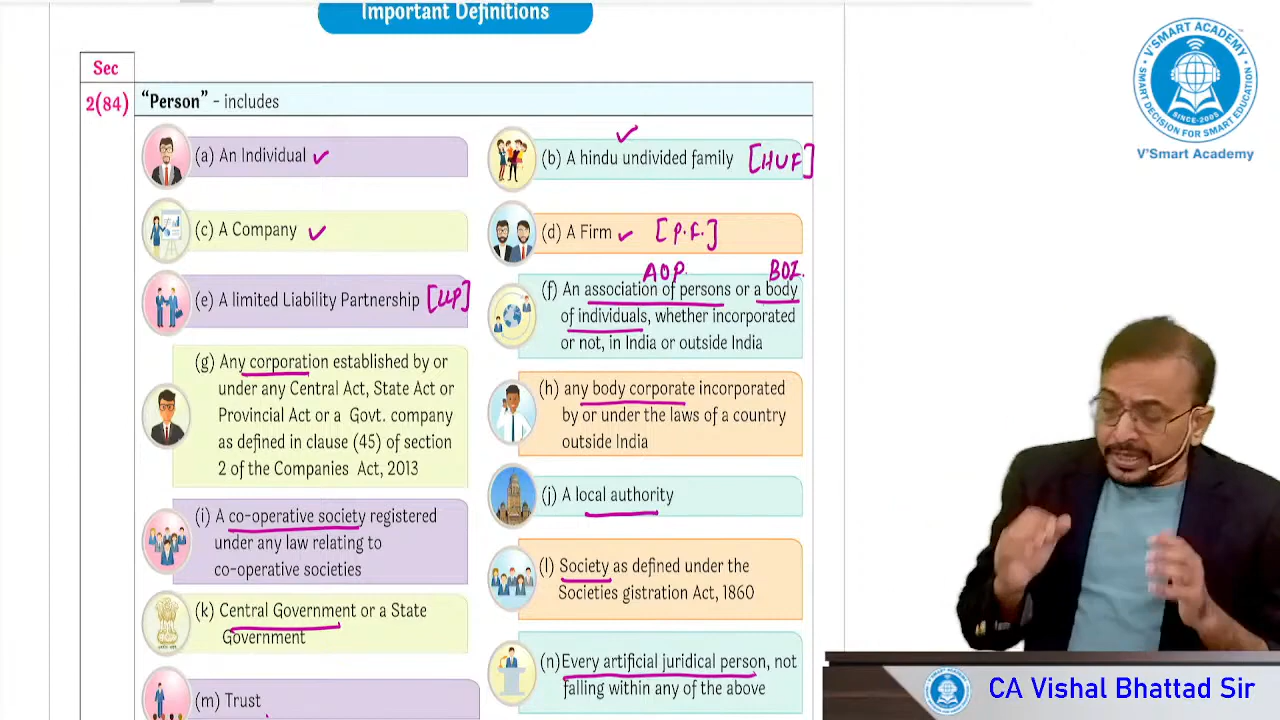 Important Definitions
Sec
2(84)
“Person” - includes
(a) An Individual
(b) A hindu undivided family [HUF]
(c) A Company
(d) A Firm [P.F.]
(e) A limited Liability Partnership [LLP]
AOP. BOI.
(f) An association of persons or a body
of individuals, whether incorporated
or not, in India or outside India
(g) Any corporation established by or
under any Central Act, State Act or
Provincial Act or a Govt. company
as defined in clause (45) of section
2 of the Companies Act, 2013
(h) any body corporate incorporated
by or under the laws of a country
outside India
(i) A co-operative society registered
under any law relating to
co-operative societies
(j) A local authority
(k) Central Government or a State
Government
(l) Society as defined under the
Societies gistration Act, 1860
(m) Trust
(n)Every artificial juridical person, not
falling within any of the above
V'SMART ACADEMY
SMART DECISION FOR SMART EDUCATION
SINCE-2005
V'Smart Academy
CA Vishal Bhattad Sir